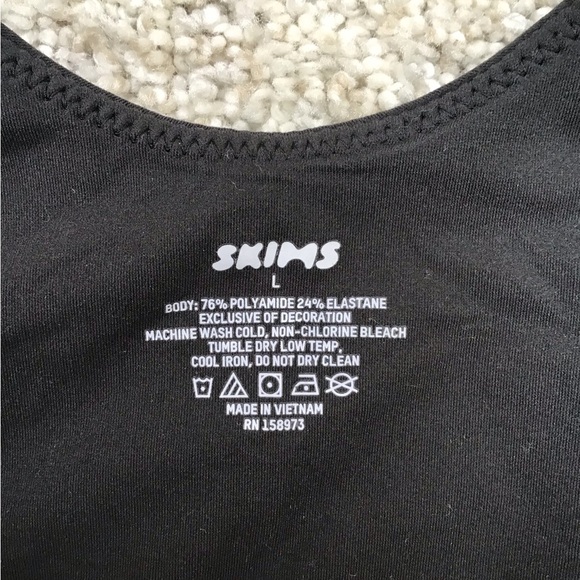 SKIMS
L
BODY: 76% POLYAMIDE 24% ELASTANE
EXCLUSIVE OF DECORATION
MACHINE WASH COLD, NON-CHLORINE BLEACH
TUMBLE DRY LOW TEMP,
COOL IRON, DO NOT DRY CLEAN
MADE IN VIETNAM
RN 158973